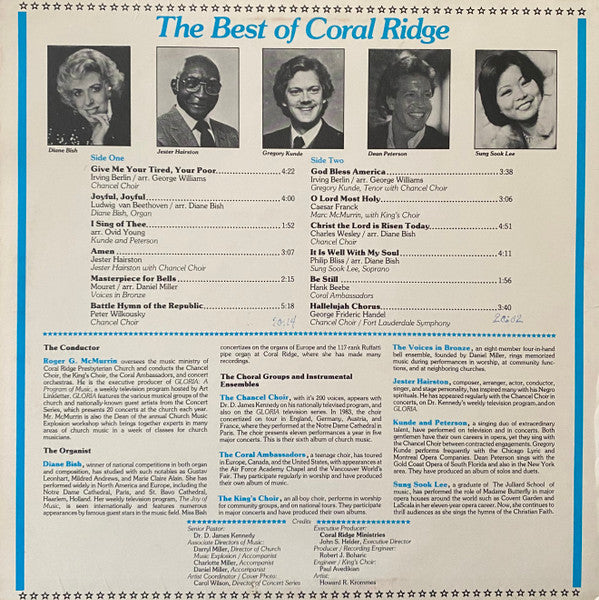 The Best of Coral Ridge
Diane Bish
Jester Hairston
Gregory Kunde
Dean Peterson
Sung Sook Lee
Side One
Give Me Your Tired, Your Poor 4:22
Irving Berlin / arr. George Williams
Chancel Choir
Joyful, Joyful 4:00
Ludwig van Beethoven / arr. Diane Bish
Diane Bish, Organ
I Sing of Thee 1:52
arr. Ovid Young
Kunde and Peterson
Amen 3:07
Jester Hairston
Jester Hairston with Chancel Choir
Masterpiece for Bells 2:15
Mouret / arr. Daniel Miller
Voices in Bronze
Battle Hymn of the Republic 5:18
Peter Wilkousky
Chancel Choir
Side Two
God Bless America 3:38
Irving Berlin / arr. George Williams
Gregory Kunde, Tenor with Chancel Choir
O Lord Most Holy 3:06
Caesar Franck
Marc McMurrin, with King's Choir
Christ the Lord is Risen Today 4:51
Charles Wesley / arr. Diane Bish
Chancel Choir
It Is Well With My Soul 4:11
Philip Bliss / arr. Diane Bish
Sung Sook Lee, Soprano
Be Still 1:56
Hank Beebe
Coral Ambassadors
Hallelujah Chorus 3:40
George Frideric Handel
Chancel Choir / Fort Lauderdale Symphony
The Conductor
Roger G. McMurrin oversees the music ministry of
Coral Ridge Presbyterian Church and conducts the Chancel
Choir, the King's Choir, the Coral Ambassadors, and concert
orchestras. He is the executive producer of GLORIA: A
Program of Music, a weekly television program hosted by Art
Linkletter. GLORIA features the various musical groups of the
church and nationally-known guest artists from the Concert
Series, which presents 20 concerts at the church each year.
Mr. McMurrin is also the Dean of the annual Church Music
Explosion workshop which brings together experts in many
areas of church music in a week of classes for church
musicians.
The Organist
Diane Bish, winner of national competitions in both organ
and composition, has studied with such notables as Gustav
Leonhart, Mildred Andrews, and Marie Claire Alain. She has
performed widely in North America and Europe, including the
Notre Dame Cathedral, Paris, and St. Bavo Cathedral,
Haarlem, Holland. Her weekly television program, The Joy of
Music, is seen internationally and features numerous
appearances by famous guest stars in the music field. Miss Bish
concertizes on the organs of Europe and the 117-rank Ruffatti
pipe organ at Coral Ridge, where she has made many
recordings.
The Choral Groups and Instrumental
Ensembles
The Chancel Choir, with it's 200 voices, appears with
Dr. D. James Kennedy on his nationally televised program, and
also on the GLORIA television series. In 1983, the choir
concertized on tour in England, Germany, Austria, and
France, where they performed at the Notre Dame Cathedral in
Paris. The choir presents eleven performances a year in five
major concerts. This is their sixth album of church music.
The Coral Ambassadors, a teenage choir, has toured
in Europe, Canada, and the United States, with appearances at
the Air Force Academy Chapel and the Vancouver World's
Fair. They participate regularly in worship and have produced
their own album of music.
The King's Choir, an all-boy choir, performs in worship
for community groups, and on national tours. They participate
in major concerts and have produced their own albums.
The Voices in Bronze, an eight-member four-in-hand
bell ensemble, founded by Daniel Miller, rings memorized
music during performances in worship, at community functions,
and at neighboring churches.
Jester Hairston, composer, arranger, actor, conductor,
singer, and stage personality, has inspired many with his Negro
spirituals. He has appeared regularly with the Chancel Choir in
concerts, on Dr. Kennedy's weekly television program, and on
GLORIA.
Kunde and Peterson, a singing duo of extraordinary
talent, have performed on television and in concerts. Both
gentlemen have their own careers in opera, yet they sing with
the Chancel Choir between contracted engagements. Gregory
Kunde performs frequently with the Chicago Lyric and
Montreal Opera Companies. Dean Peterson sings with the
Gold Coast Opera of South Florida and also in the New York
area. They have produced an album of solos and duets.
Sung Sook Lee, a graduate of The Julliard School of
music, has performed the role of Madame Butterfly in major
opera houses around the world such as Covent Garden and
LaScala in her eleven year opera career. Now, she continues to
thrill audiences as she sings the hymns of the Christian Faith.
Credits
Senior Pastor:
Dr. D. James Kennedy
Associate Directors of Music:
Darryl Miller, Director of Church
Music Explosion / Accompanist
Charlotte Miller, Accompanist
Daniel Miller, Accompanist
Artist Coordinator / Cover Photo:
Carol Wilson, Director of Concert Series
Executive Producer:
Coral Ridge Ministries
John S. Helder, Executive Director
Producer / Recording Engineer:
Robert J. Boharic
Engineer / King's Choir:
Paul Avedikian
Artist:
Howard R. Krommes